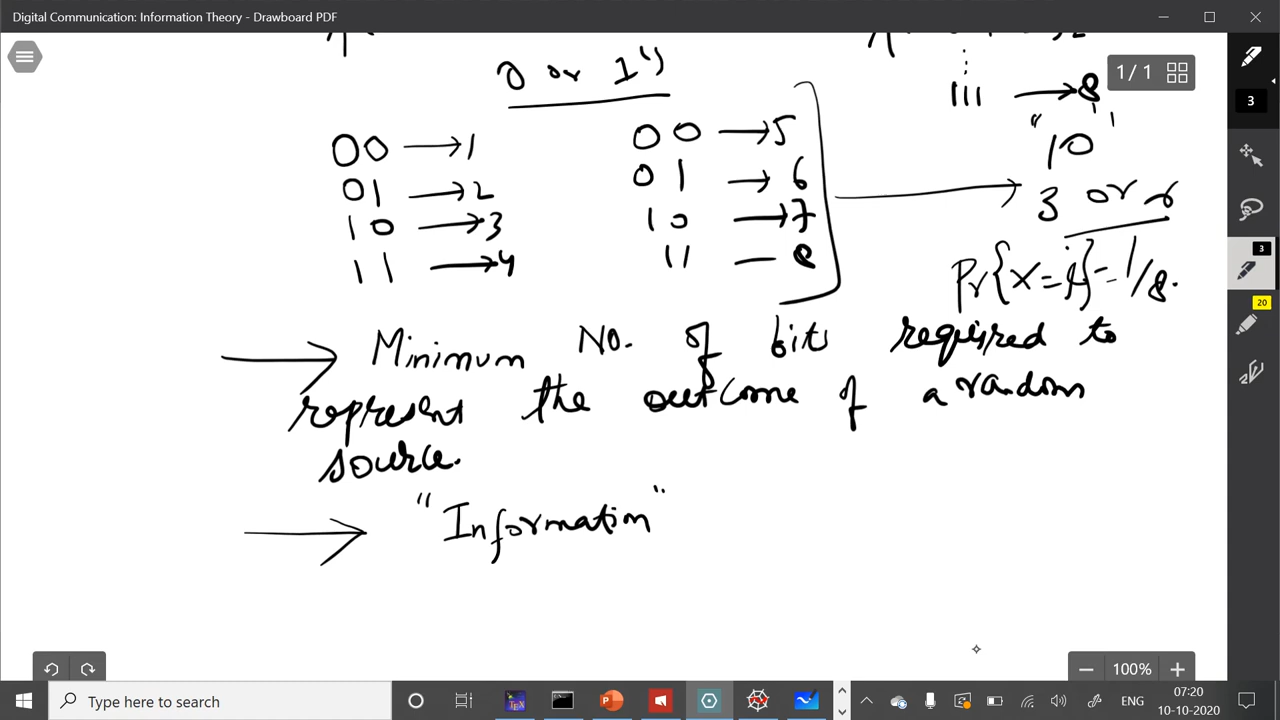 Digital Communication: Information Theory - Drawboard PDF
0 or 1")
1/1
111 → 8
00 → 1
00 → 5
"10"
01 → 2
01 → 6
10 → 3
10 → 7
3 or
11 → 4
11 — 8
Pr{X=i}=1/8.
→ Minimum No. of bits required to
represent the outcome of a random
source.
→ "Information"
3
20
100%
Type here to search
ENG
07:20
10-10-2020